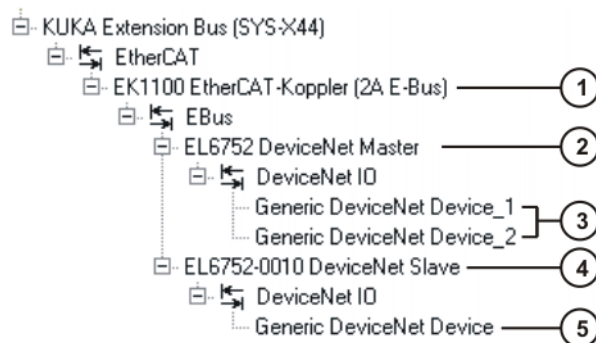 KUKA Extension Bus (SYS-X44)
EtherCAT
EK1100 EtherCAT-Koppler (2A E-Bus) 1
EBus
EL6752 DeviceNet Master 2
DeviceNet IO
Generic DeviceNet Device_1
3
Generic DeviceNet Device_2
EL6752-0010 DeviceNet Slave 4
DeviceNet IO
Generic DeviceNet Device 5